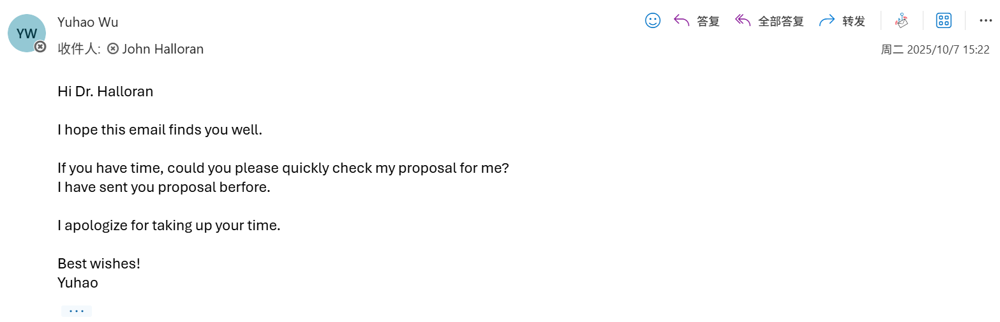 YW
Yuhao Wu
答复
全部答复
转发
收件人: John Halloran
周二 2025/10/7 15:22
Hi Dr. Halloran
I hope this email finds you well.
If you have time, could you please quickly check my proposal for me?
I have sent you proposal berfore.
I apologize for taking up your time.
Best wishes!
Yuhao